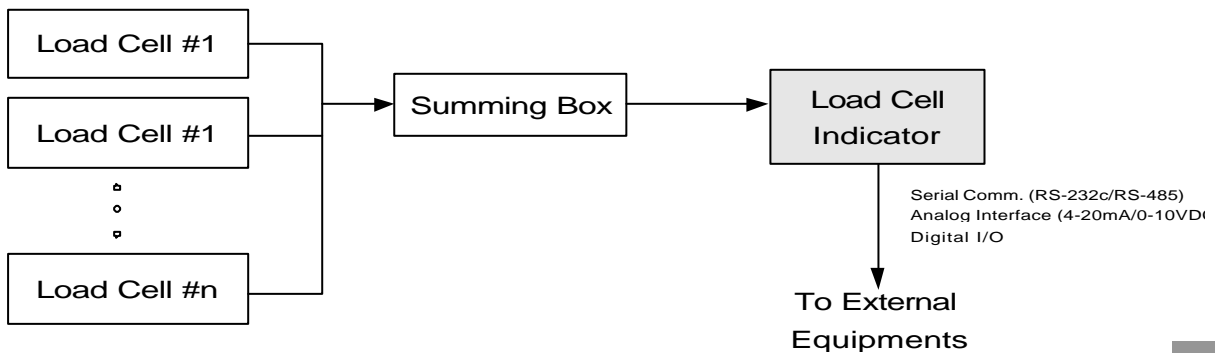 Load Cell #1
Load Cell #1
Load Cell #n
Summing Box
Load Cell
Indicator
Serial Comm. (RS-232c/RS-485)
Analog Interface (4-20mA/0-10VD
Digital I/O
To External
Equipments